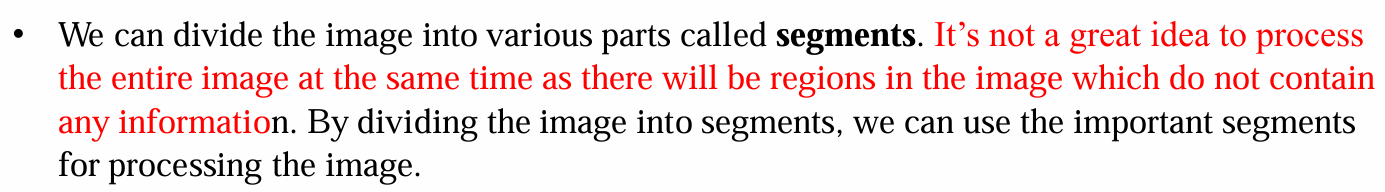 • We can divide the image into various parts called segments. It’s not a great idea to process
the entire image at the same time as there will be regions in the image which do not contain
any information. By dividing the image into segments, we can use the important segments
for processing the image.